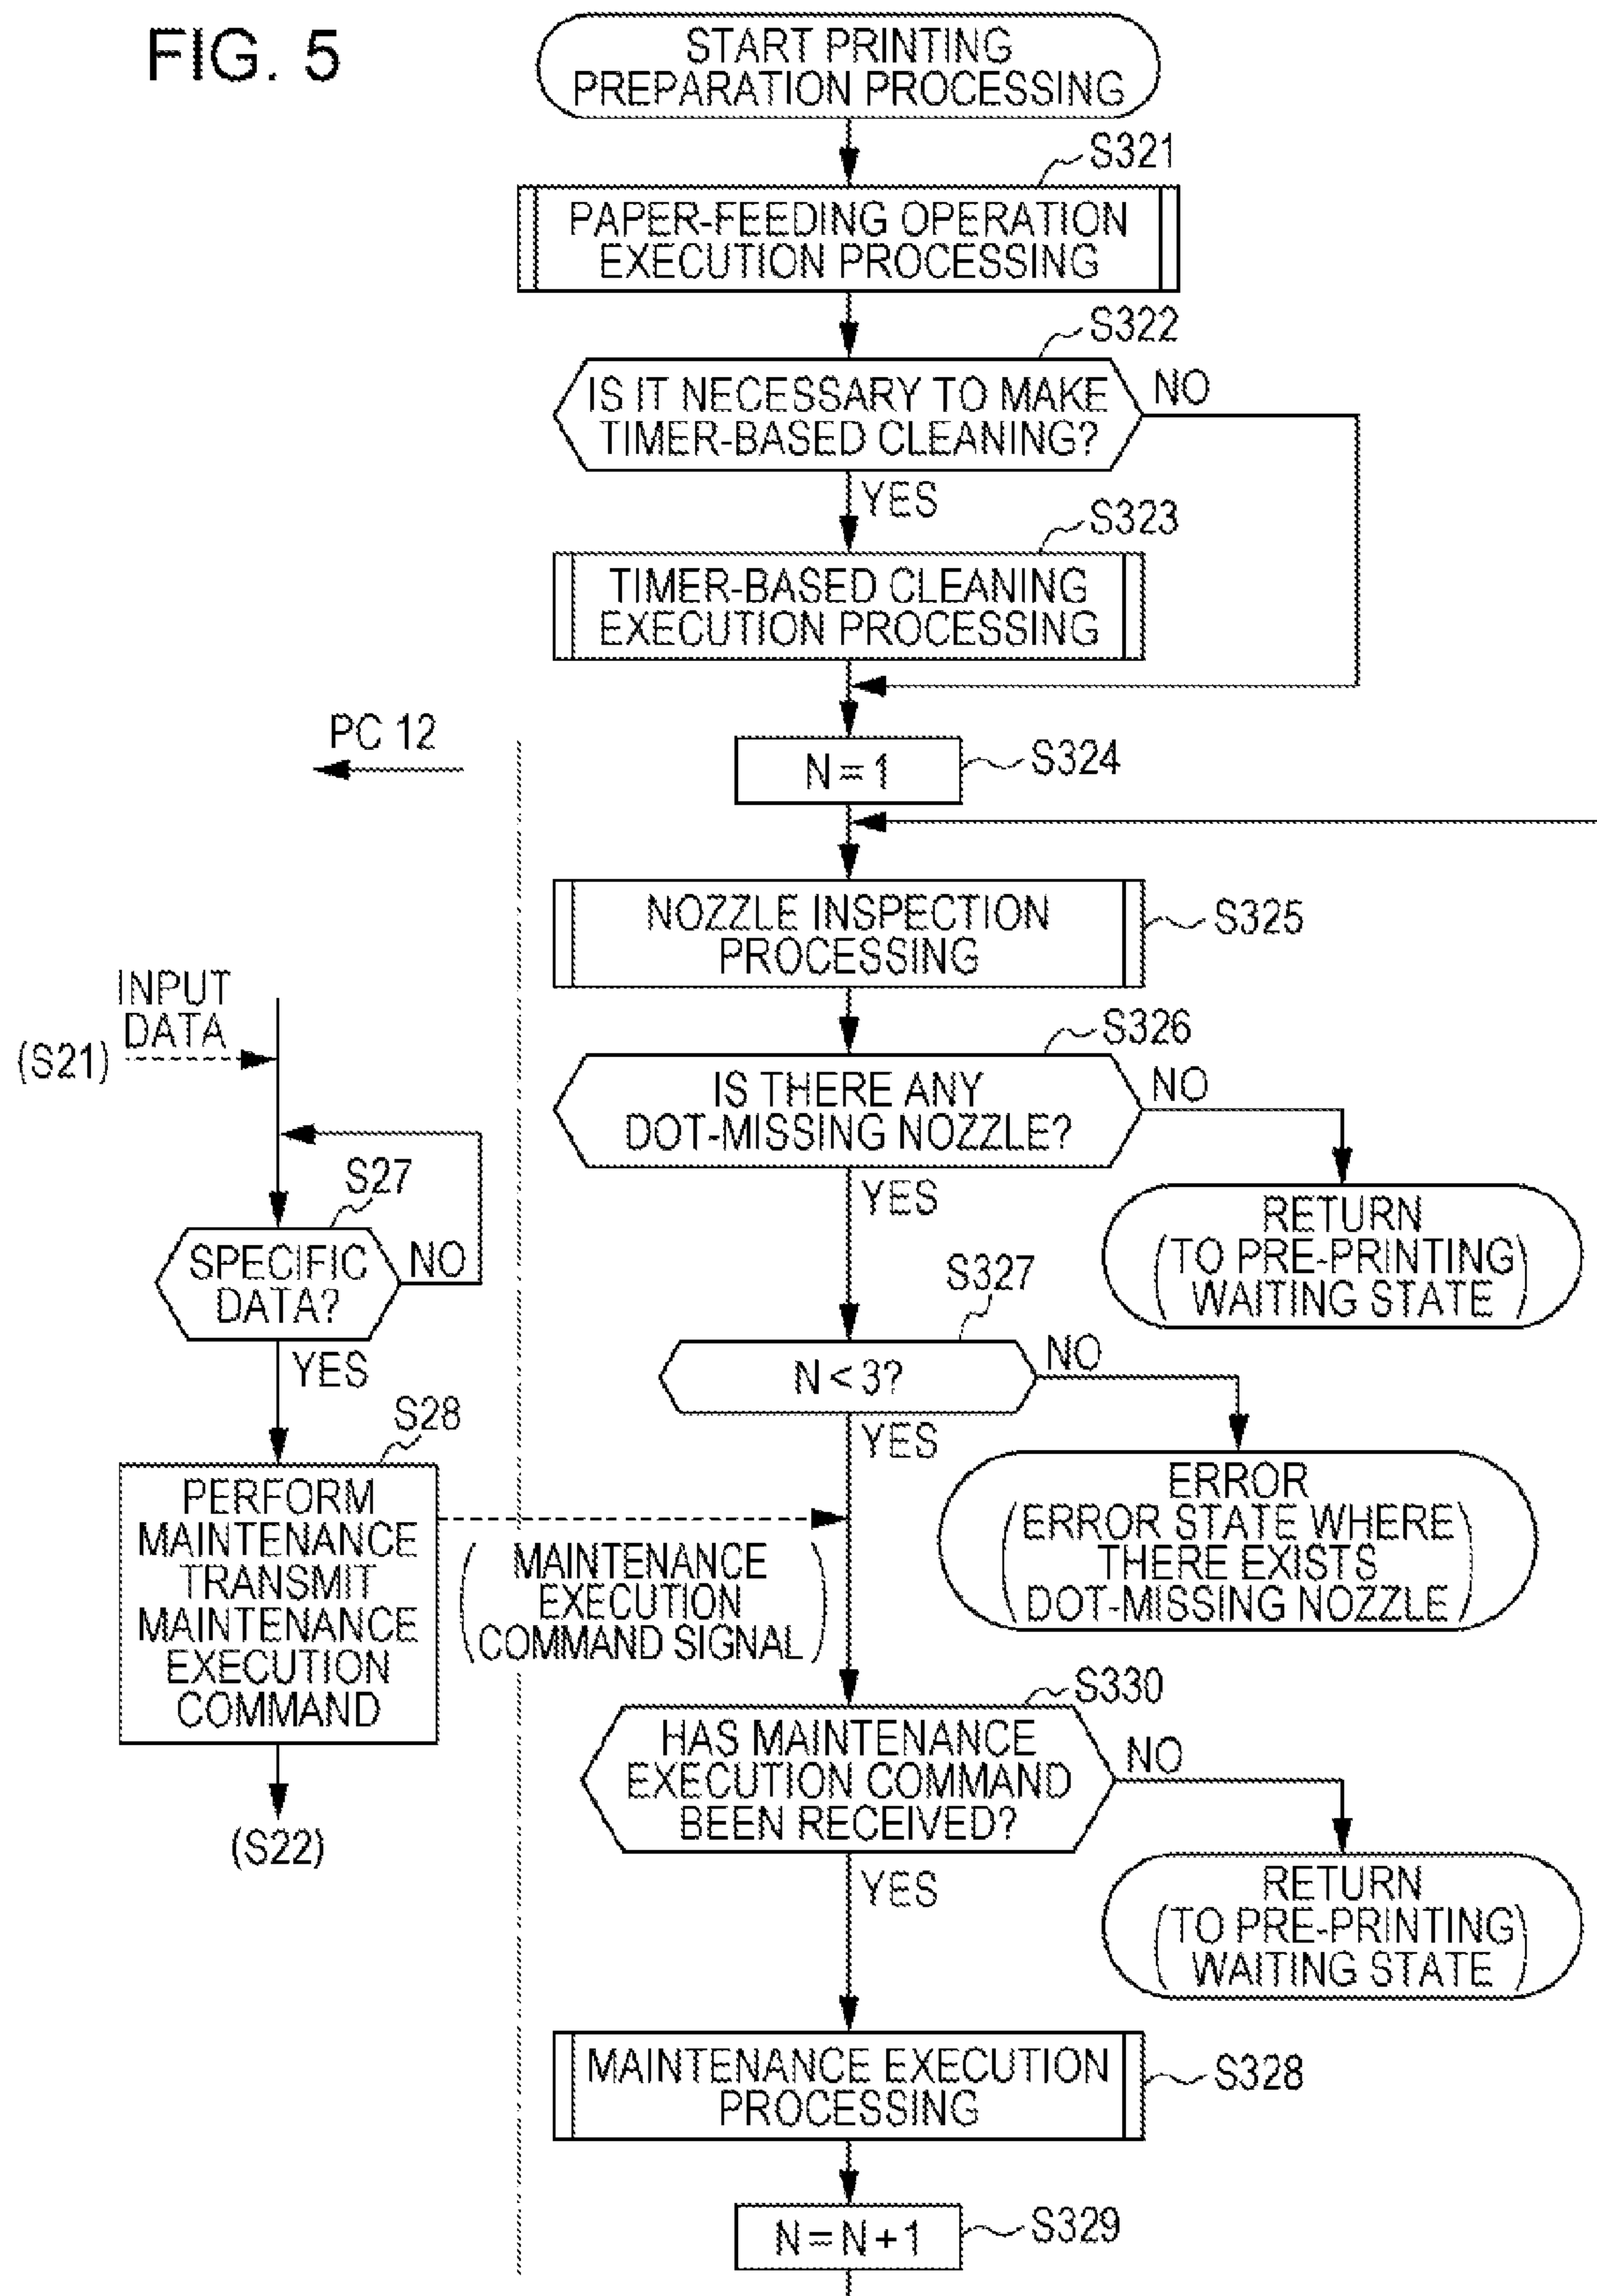 FIG. 5
START PRINTING
PREPARATION PROCESSING
S321
PAPER-FEEDING OPERATION
EXECUTION PROCESSING
S322
IS IT NECESSARY TO MAKE
TIMER-BASED CLEANING?
NO
YES
S323
TIMER-BASED CLEANING
EXECUTION PROCESSING
PC 12
N = 1
S324
NOZZLE INSPECTION
PROCESSING
S325
INPUT
DATA
(S21)
S326
IS THERE ANY
DOT-MISSING NOZZLE?
NO
YES
RETURN
(TO PRE-PRINTING
WAITING STATE)
S27
SPECIFIC
DATA?
NO
YES
S327
N < 3?
NO
YES
ERROR
(ERROR STATE WHERE
THERE EXISTS
DOT-MISSING NOZZLE)
S28
PERFORM
MAINTENANCE
TRANSMIT
MAINTENANCE
EXECUTION
COMMAND
(MAINTENANCE
EXECUTION
COMMAND SIGNAL)
(S22)
S330
HAS MAINTENANCE
EXECUTION COMMAND
BEEN RECEIVED?
NO
YES
RETURN
(TO PRE-PRINTING
WAITING STATE)
MAINTENANCE EXECUTION
PROCESSING
S328
N = N + 1
S329